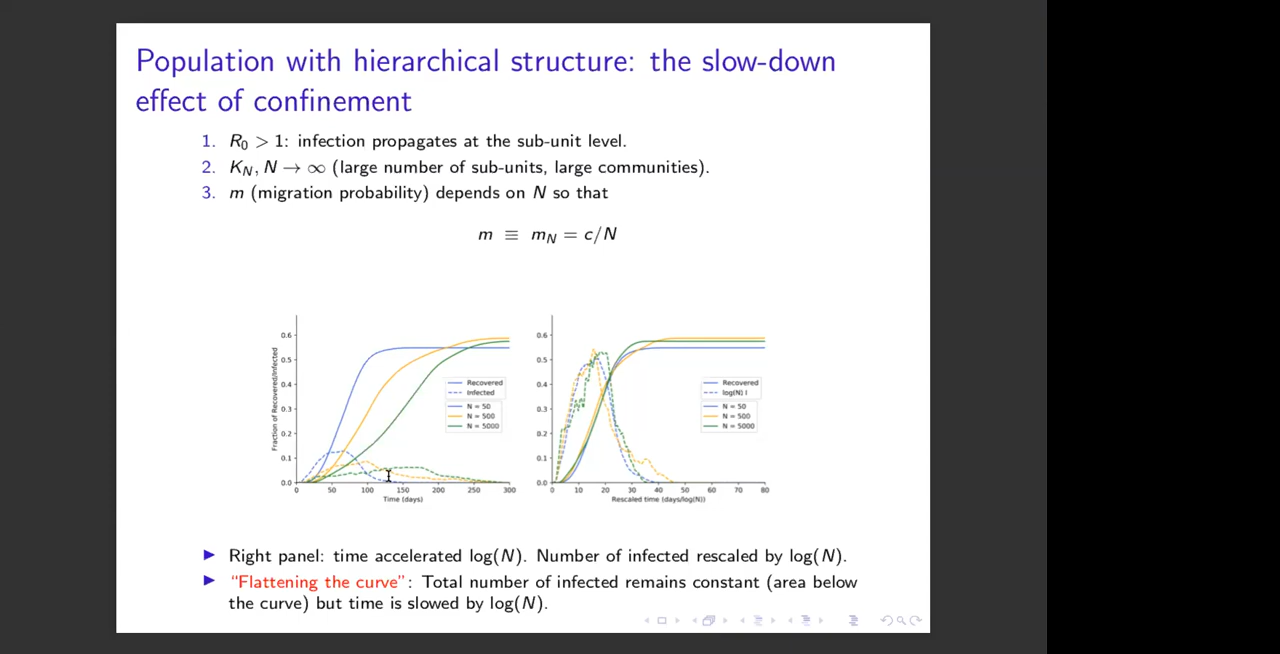 Population with hierarchical structure: the slow-down
effect of confinement
1. R₀ > 1: infection propagates at the sub-unit level.
2. K_N, N → ∞ (large number of sub-units, large communities).
3. m (migration probability) depends on N so that
m ≡ m_N = c/N
Fraction of Recovered/Infected
0.6
0.5
0.4
0.3
0.2
0.1
0.0
0 50 100 150 200 250 300
Time (days)
Recovered
Infected
N = 50
N = 500
N = 5000
0.6
0.5
0.4
0.3
0.2
0.1
0.0
0 10 20 30 40 50 60 70 80
Rescaled time (days/log(N))
Recovered
log(N) I
N = 50
N = 500
N = 5000
▶ Right panel: time accelerated log(N). Number of infected rescaled by log(N).
▶ “Flattening the curve”: Total number of infected remains constant (area below
the curve) but time is slowed by log(N).